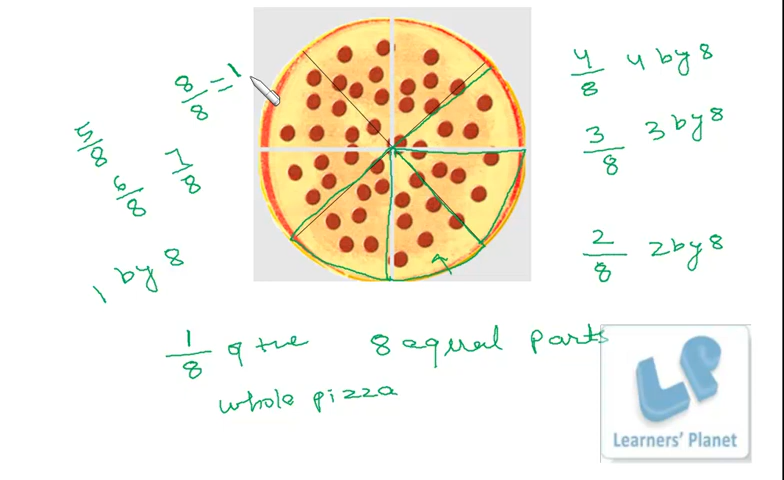 8/8 = 1
4/8 4 by 8
5/8
3/8 3 by 8
6/8
7/8
2/8 2 by 8
1 by 8
1/8 of the 8 equal parts
whole pizza
LP
Learners' Planet